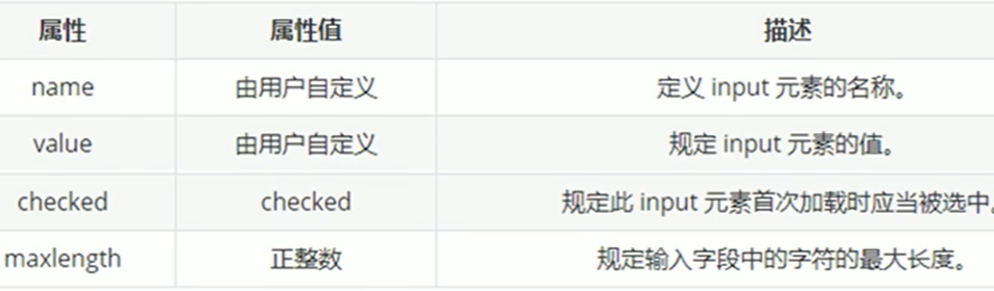 属性 属性值 描述
name 由用户自定义 定义 input 元素的名称。
value 由用户自定义 规定 input 元素的值。
checked checked 规定此 input 元素首次加载时应当被选中。
maxlength 正整数 规定输入字段中的字符的最大长度。